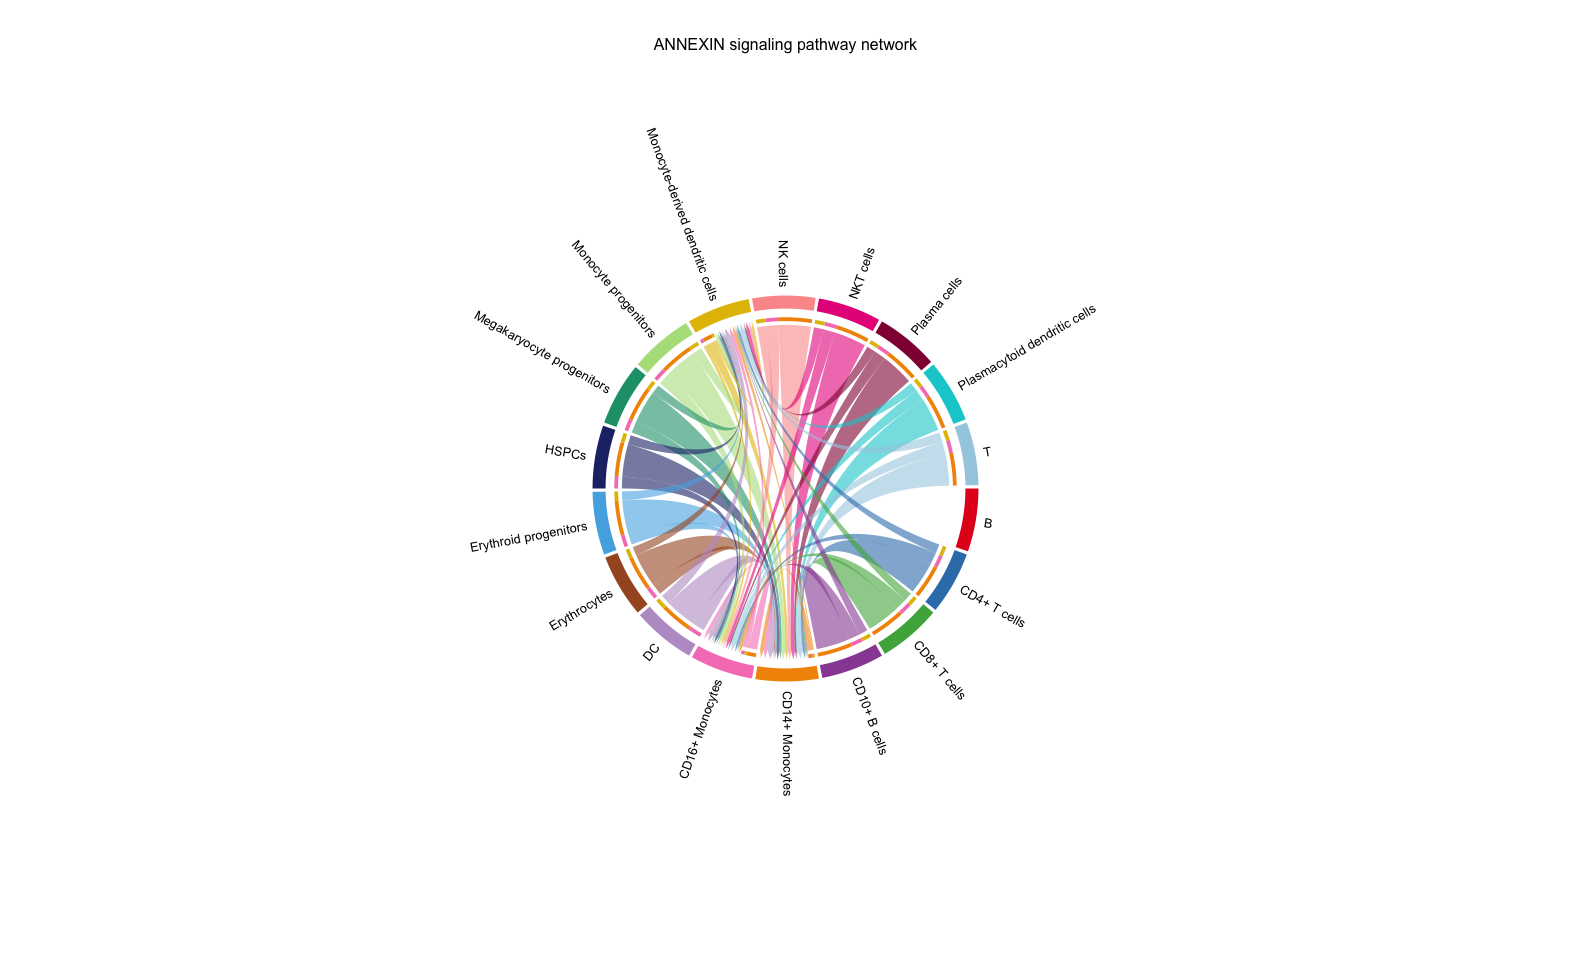 ANNEXIN signaling pathway network
NK cells
NKT cells
Plasma cells
Plasmacytoid dendritic cells
T
B
CD4+ T cells
CD8+ T cells
CD10+ B cells
CD14+ Monocytes
CD16+ Monocytes
DC
Erythrocytes
Erythroid progenitors
HSPCs
Megakaryocyte progenitors
Monocyte progenitors
Monocyte-derived dendritic cells